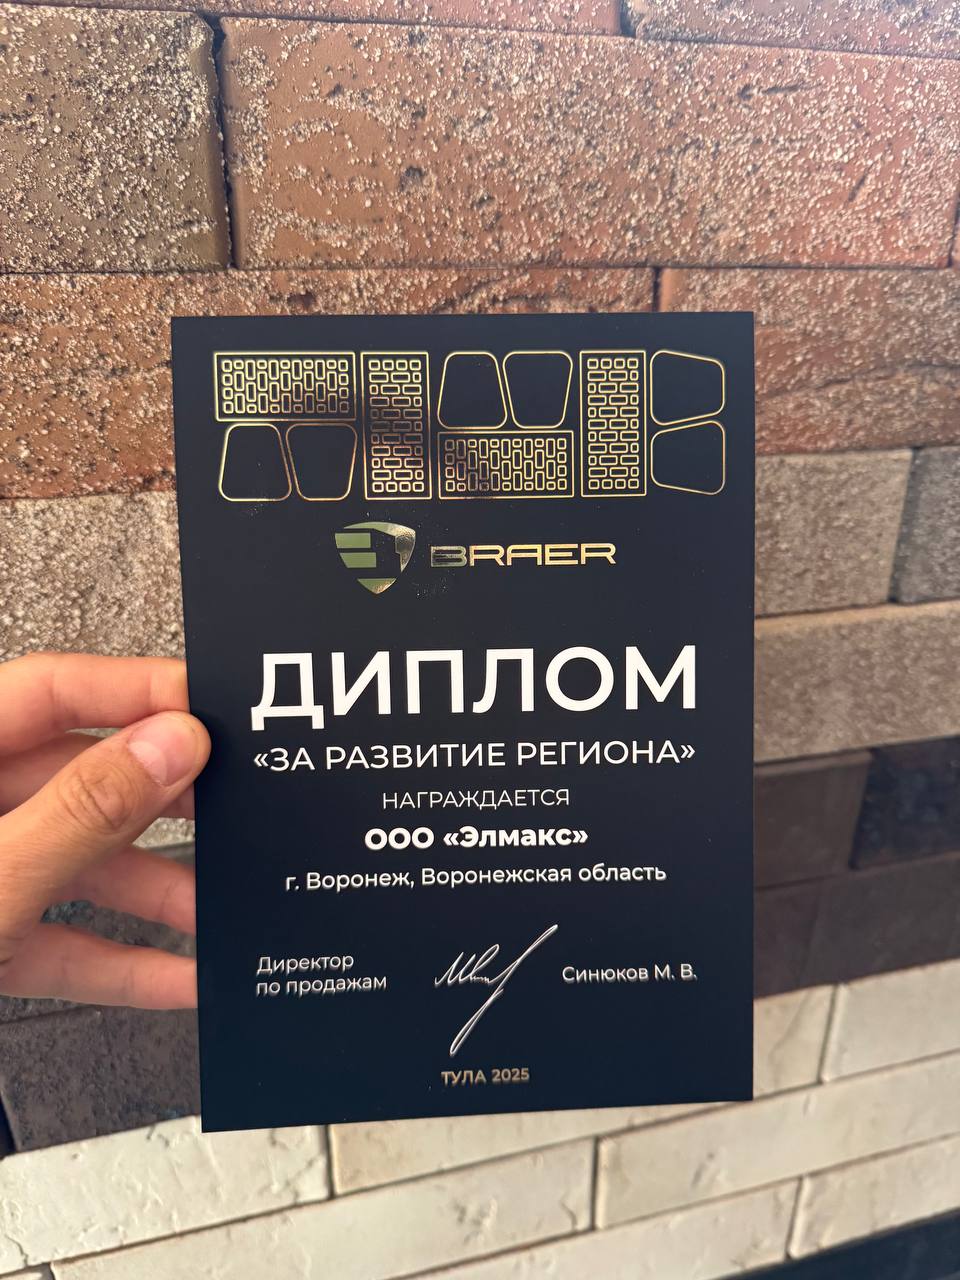 BRAER
ДИПЛОМ
«ЗА РАЗВИТИЕ РЕГИОНА»
НАГРАЖДАЕТСЯ
ООО «Элмакс»
г. Воронеж, Воронежская область
Директор
по продажам
Синюков М. В.
ТУЛА 2025